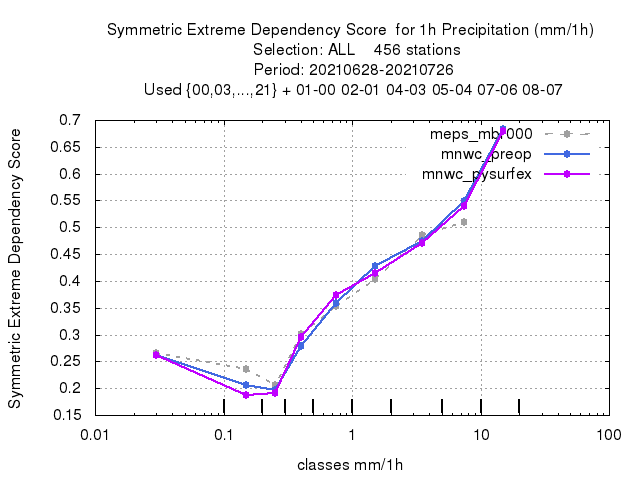 Symmetric Extreme Dependency Score  for 1h Precipitation (mm/1h)
Selection: ALL    456 stations
Period: 20210628-20210726
Used {00,03,...,21} + 01-00 02-01 04-03 05-04 07-06 08-07
Symmetric Extreme Dependency Score
0.7
0.65
0.6
0.55
0.5
0.45
0.4
0.35
0.3
0.25
0.2
0.15
meps_mbr000
mnwc_preop
mnwc_pysurfex
0.01 0.1 1 10 100
classes mm/1h